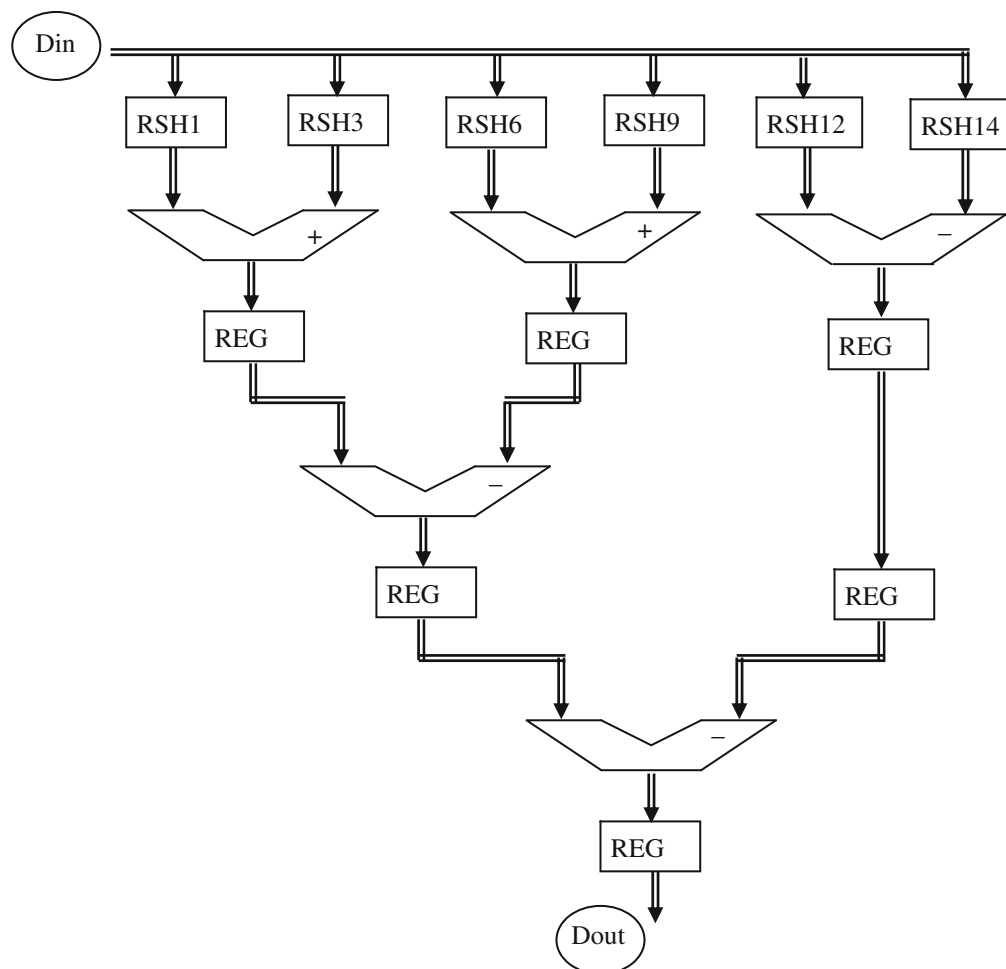 Din
RSH1 RSH3 RSH6 RSH9 RSH12 RSH14
+ + –
REG REG REG
–
REG REG
–
REG
Dout